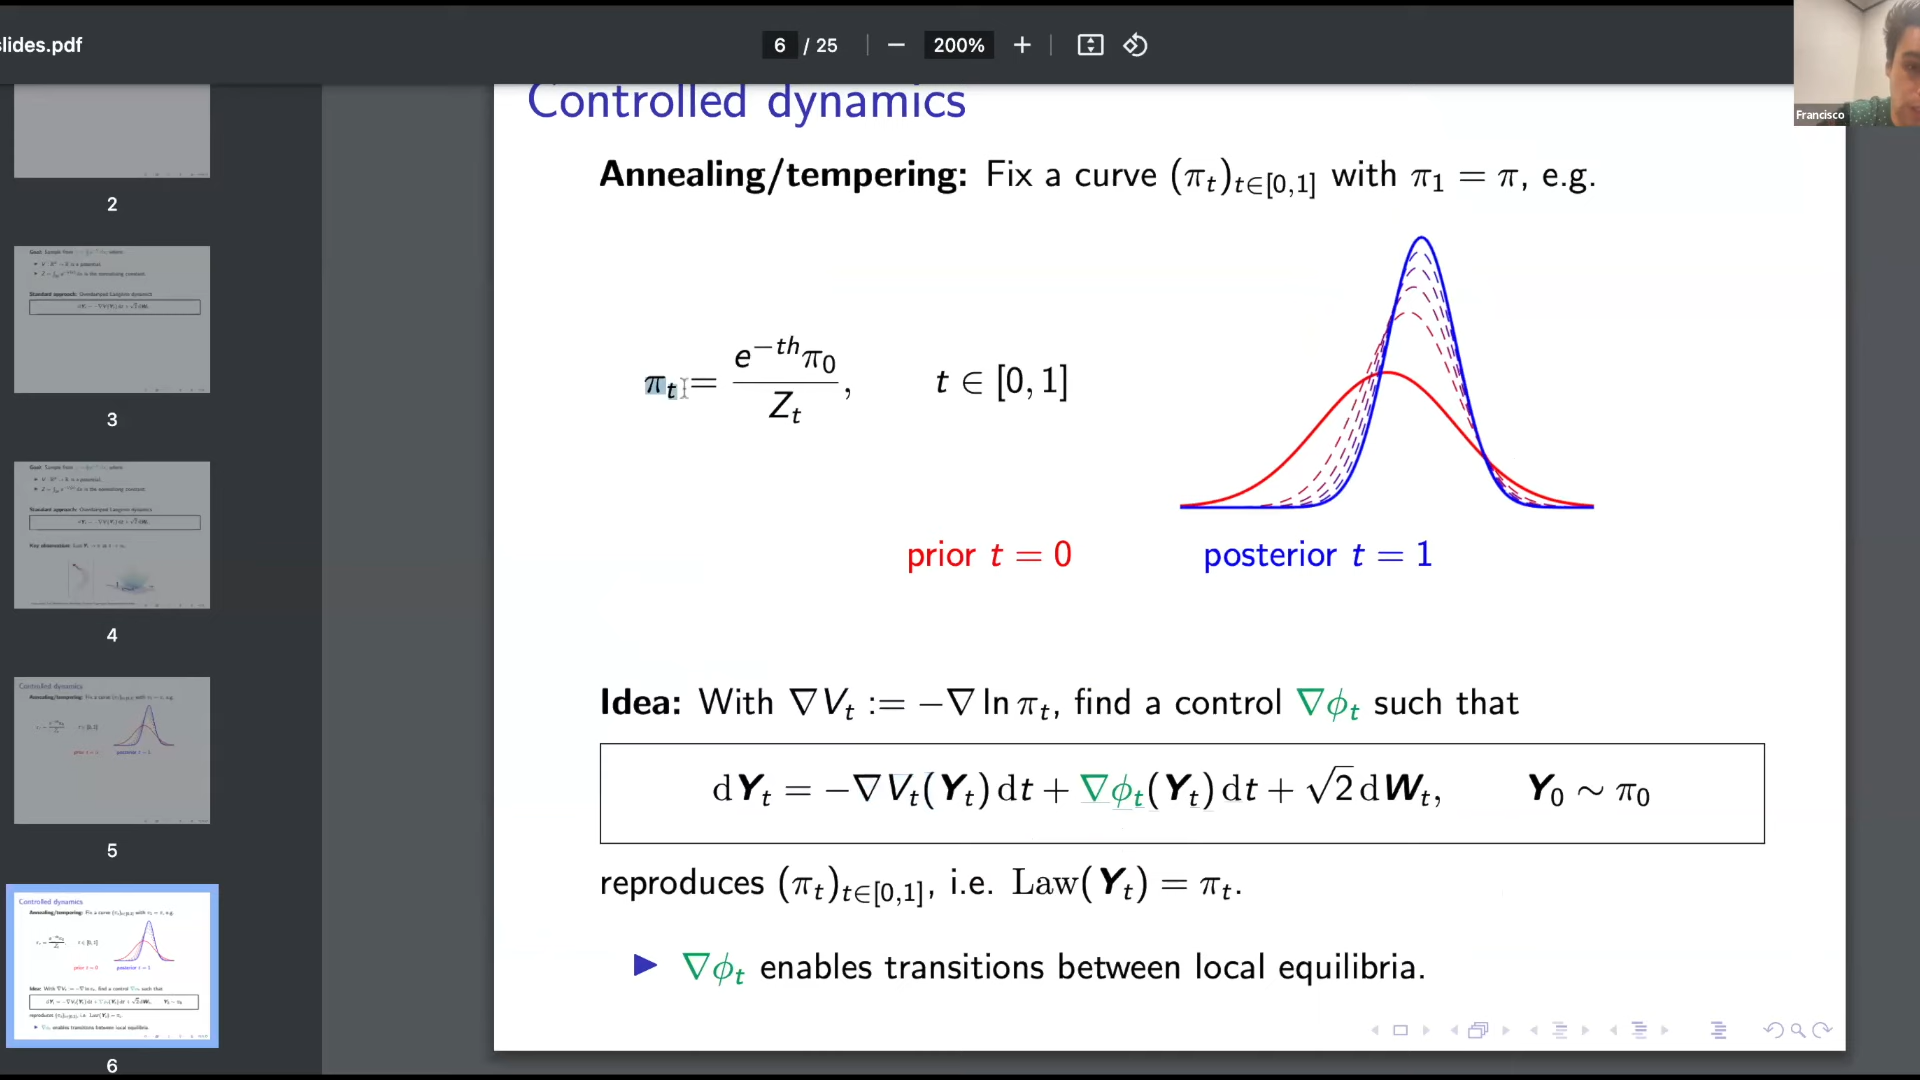 slides.pdf
6 / 25
200%
Francisco
2
3
4
5
6
Controlled dynamics
Annealing/tempering: Fix a curve (π_t)_{t∈[0,1]} with π_1 = π, e.g.
π_t = e^{−th}π_0 / Z_t, t ∈ [0, 1]
prior t = 0 posterior t = 1
Idea: With ∇V_t := −∇ ln π_t, find a control ∇ϕ_t such that
dY_t = −∇V_t(Y_t) dt + ∇ϕ_t(Y_t) dt + √2 dW_t, Y_0 ∼ π_0
reproduces (π_t)_{t∈[0,1]}, i.e. Law(Y_t) = π_t.
▶ ∇ϕ_t enables transitions between local equilibria.